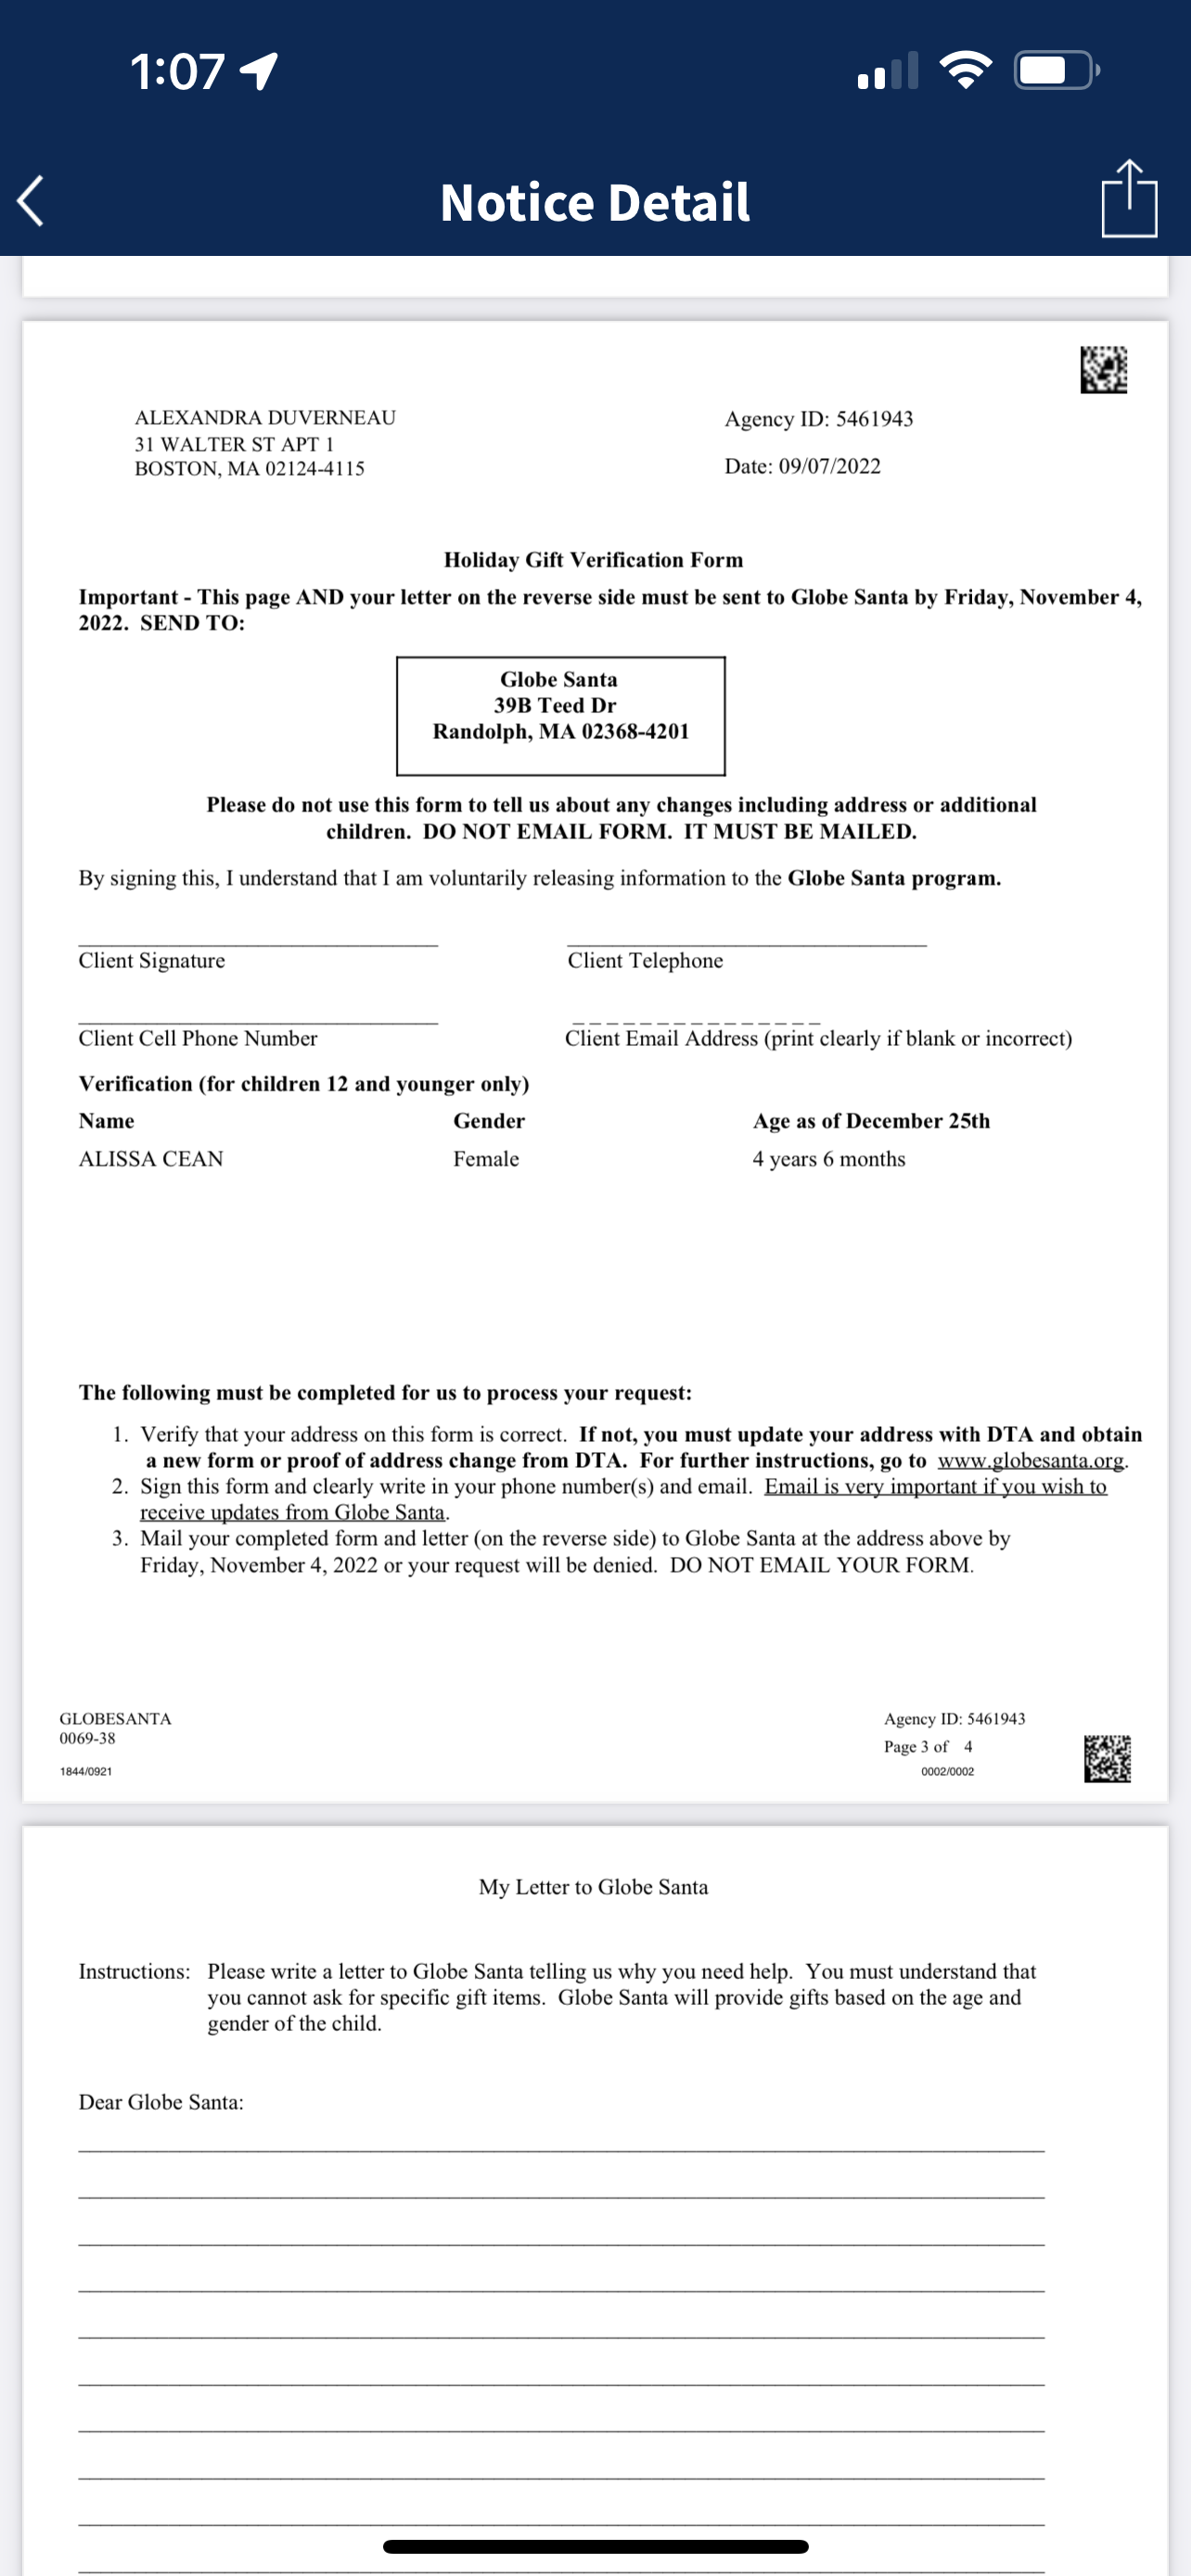 1:07
Notice Detail
ALEXANDRA DUVERNEAU
31 WALTER ST APT 1
BOSTON, MA 02124-4115
Agency ID: 5461943
Date: 09/07/2022
Holiday Gift Verification Form
Important - This page AND your letter on the reverse side must be sent to Globe Santa by Friday, November 4,
2022.  SEND TO:
Globe Santa
39B Teed Dr
Randolph, MA 02368-4201
Please do not use this form to tell us about any changes including address or additional
children.  DO NOT EMAIL FORM.  IT MUST BE MAILED.
By signing this, I understand that I am voluntarily releasing information to the Globe Santa program.
Client Signature
Client Telephone
Client Cell Phone Number
Client Email Address (print clearly if blank or incorrect)
Verification (for children 12 and younger only)
Name Gender Age as of December 25th
ALISSA CEAN Female 4 years 6 months
The following must be completed for us to process your request:
1. Verify that your address on this form is correct.  If not, you must update your address with DTA and obtain
a new form or proof of address change from DTA.  For further instructions, go to  www.globesanta.org.
2. Sign this form and clearly write in your phone number(s) and email.  Email is very important if you wish to
receive updates from Globe Santa.
3. Mail your completed form and letter (on the reverse side) to Globe Santa at the address above by
Friday, November 4, 2022 or your request will be denied.  DO NOT EMAIL YOUR FORM.
GLOBESANTA
0069-38
1844/0921
Agency ID: 5461943
Page 3 of 4
0002/0002
My Letter to Globe Santa
Instructions: Please write a letter to Globe Santa telling us why you need help.  You must understand that
you cannot ask for specific gift items.  Globe Santa will provide gifts based on the age and
gender of the child.
Dear Globe Santa: